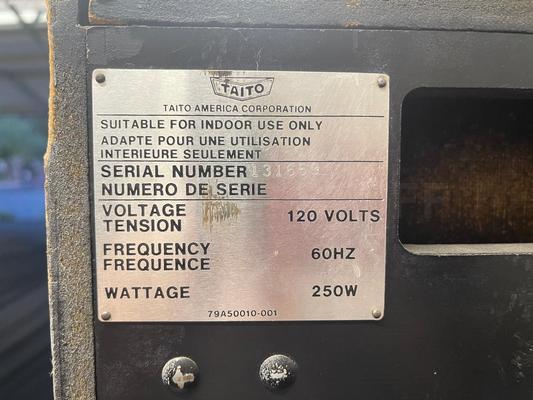 TAITO
TAITO AMERICA CORPORATION
SUITABLE FOR INDOOR USE ONLY
ADAPTE POUR UNE UTILISATION
INTERIEURE SEULEMENT
SERIAL NUMBER
NUMERO DE SERIE
VOLTAGE 120 VOLTS
TENSION
FREQUENCY 60HZ
FREQUENCE
WATTAGE 250W
79A50010-001